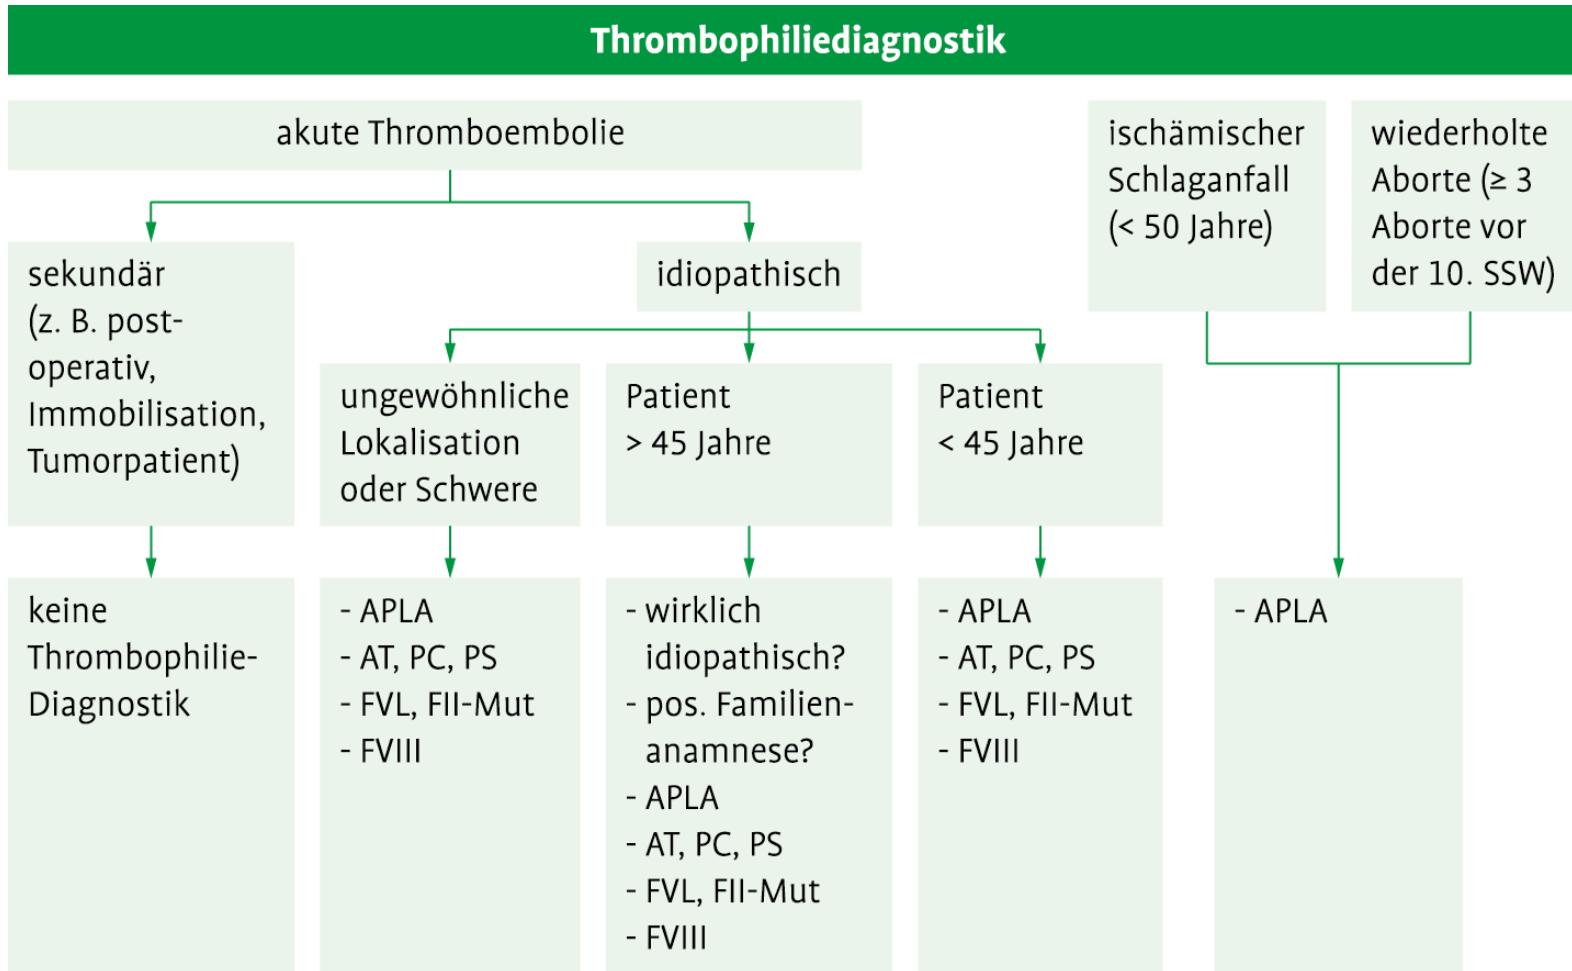 Thrombophiliediagnostik
akute Thromboembolie
ischämischer
Schlaganfall
(< 50 Jahre)
wiederholte
Aborte (≥ 3
Aborte vor
der 10. SSW)
sekundär
(z. B. post-
operativ,
Immobilisation,
Tumorpatient)
idiopathisch
ungewöhnliche
Lokalisation
oder Schwere
Patient
> 45 Jahre
Patient
< 45 Jahre
keine
Thrombophilie-
Diagnostik
- APLA
- AT, PC, PS
- FVL, FII-Mut
- FVIII
- wirklich
idiopathisch?
- pos. Familien-
anamnese?
- APLA
- AT, PC, PS
- FVL, FII-Mut
- FVIII
- APLA
- AT, PC, PS
- FVL, FII-Mut
- FVIII
- APLA